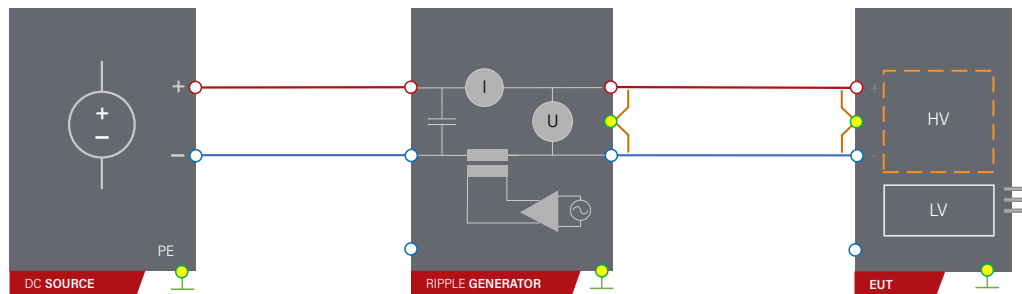 +
−
+
−
PE
DC SOURCE
I
U
RIPPLE GENERATOR
+
-
HV
LV
EUT